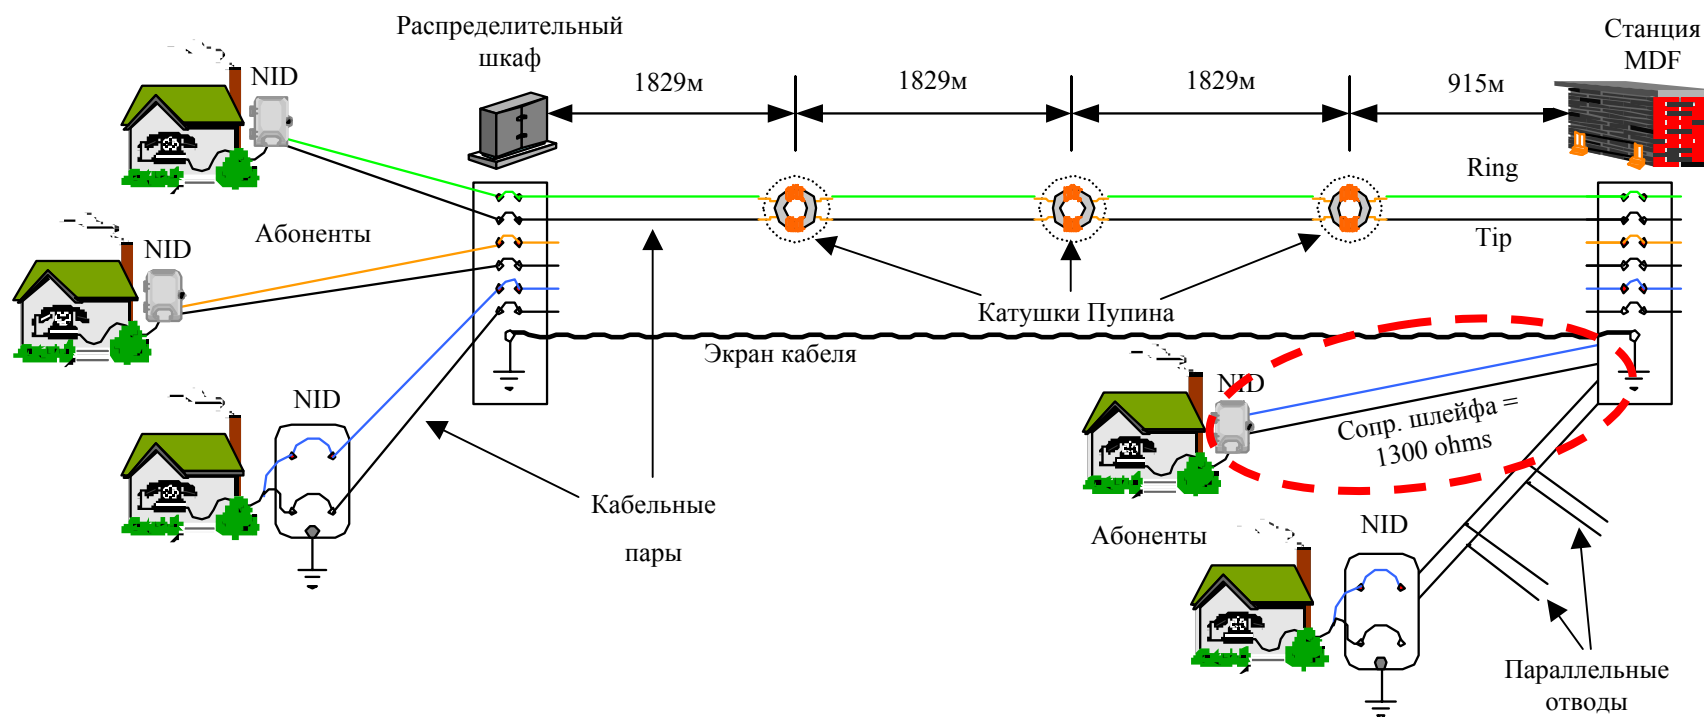 Распределительный
шкаф
Станция
MDF
NID
1829м
1829м
1829м
915м
Ring
Абоненты
NID
Tip
Катушки Пупина
Экран кабеля
NID
NID
Сопр. шлейфа =
1300 ohms
Кабельные
пары
Абоненты
NID
Параллельные
отводы